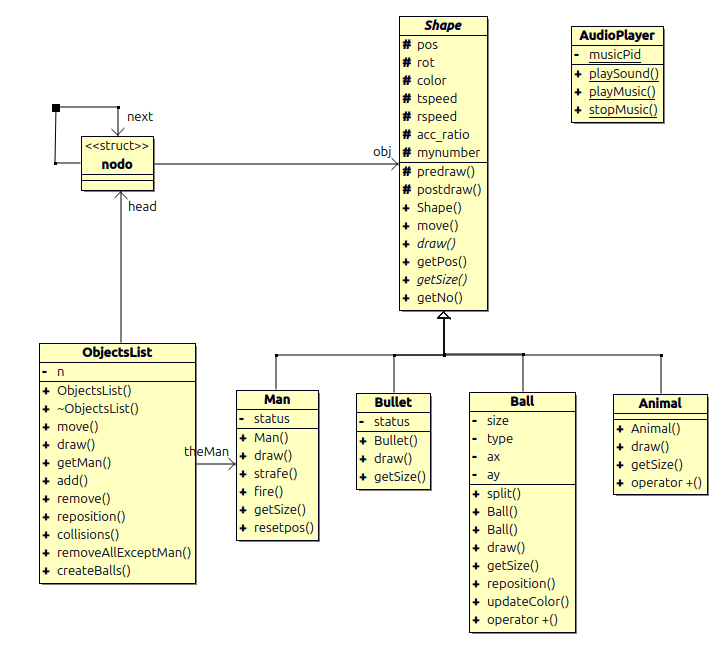 Shape
# pos
# rot
# color
# tspeed
# rspeed
# acc_ratio
# mynumber
# predraw()
# postdraw()
+ Shape()
+ move()
+ draw()
+ getPos()
+ getSize()
+ getNo()
AudioPlayer
- musicPid
+ playSound()
+ playMusic()
+ stopMusic()
next
<<struct>>
nodo
obj
head
ObjectsList
- n
+ ObjectsList()
+ ~ObjectsList()
+ move()
+ draw()
+ getMan()
+ add()
+ remove()
+ reposition()
+ collisions()
+ removeAllExceptMan()
+ createBalls()
theMan
Man
- status
+ Man()
+ draw()
+ strafe()
+ fire()
+ getSize()
+ resetpos()
Bullet
- status
+ Bullet()
+ draw()
+ getSize()
Ball
- size
- type
- ax
- ay
+ split()
+ Ball()
+ Ball()
+ draw()
+ getSize()
+ reposition()
+ updateColor()
+ operator +()
Animal
+ Animal()
+ draw()
+ getSize()
+ operator +()